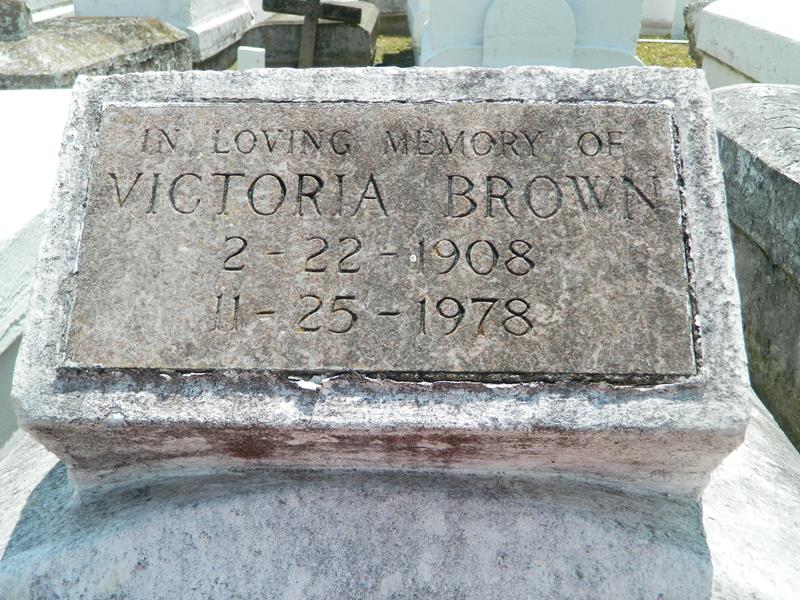 IN LOVING MEMORY OF
VICTORIA BROWN
2-22-1908
11-25-1978